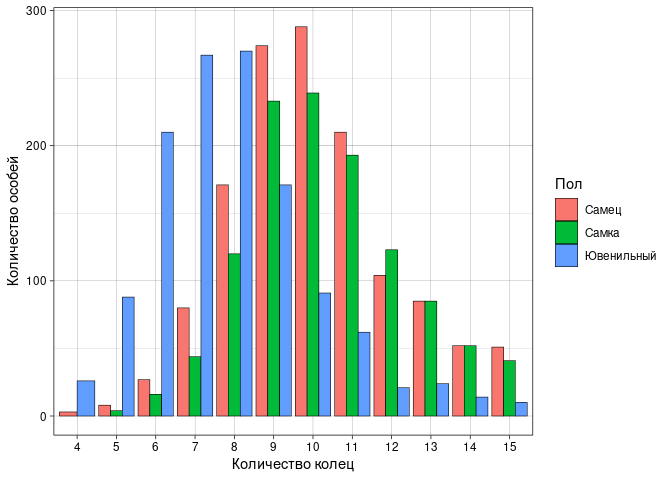 300
200
100
0
Количество особей
4 5 6 7 8 9 10 11 12 13 14 15
Количество колец
Пол
Самец
Самка
Ювенильный